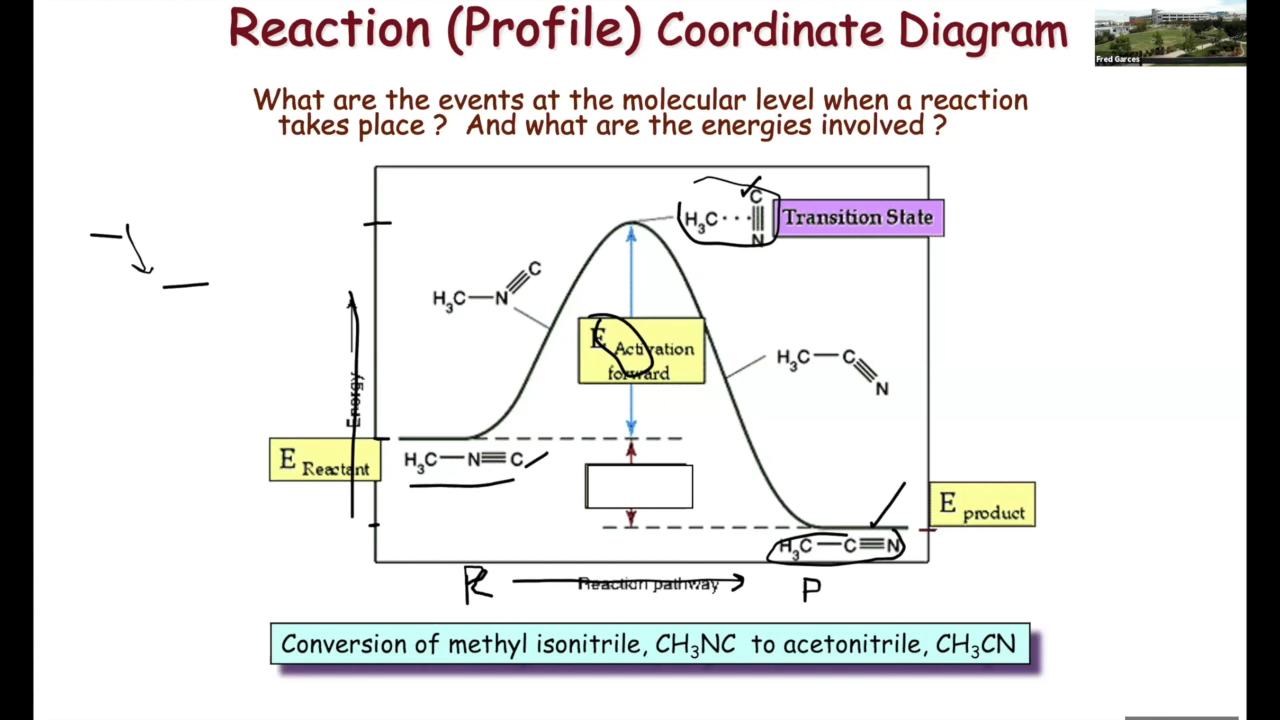 Reaction (Profile) Coordinate Diagram
Fred Garces
What are the events at the molecular level when a reaction
takes place ? And what are the energies involved ?
H₃C···C≡N
Transition State
H₃C—N≡C
E Activation
forward
H₃C—C≡N
Energy
E Reactant
H₃C—N≡C
E product
H₃C—C≡N
R
Reaction pathway
P
Conversion of methyl isonitrile, CH₃NC to acetonitrile, CH₃CN